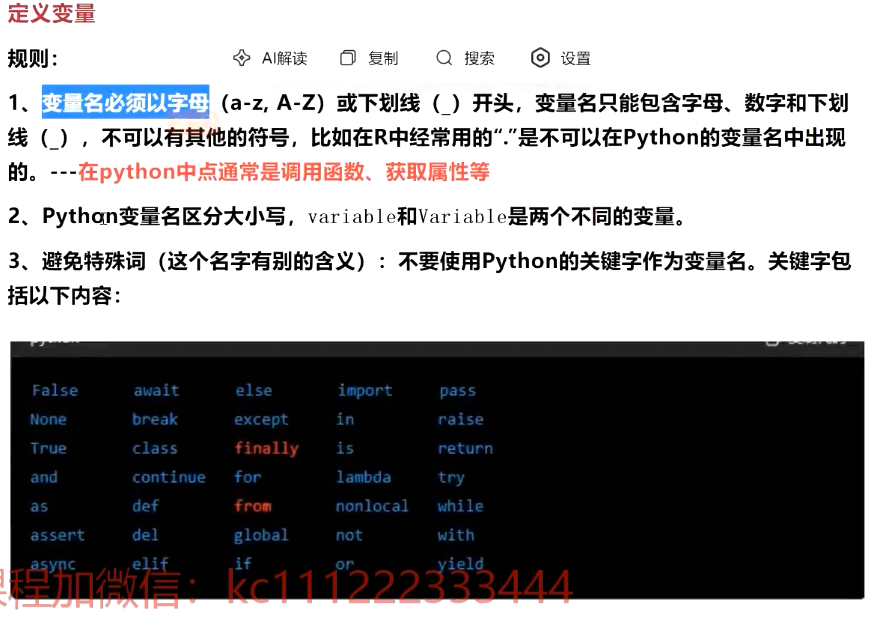 定义变量
规则：
AI解读 复制 搜索 设置
1、变量名必须以字母（a-z, A-Z）或下划线（_）开头，变量名只能包含字母、数字和下划
线（_），不可以有其他的符号，比如在R中经常用的“.”是不可以在Python的变量名中出现
的。---在python中点通常是调用函数、获取属性等
2、Python变量名区分大小写，variable和Variable是两个不同的变量。
3、避免特殊词（这个名字有别的含义）：不要使用Python的关键字作为变量名。关键字包
括以下内容：
False await else import pass
None break except in raise
True class finally is return
and continue for lambda try
as def from nonlocal while
assert del global not with
async elif if or yield
程加微信：kc111222333444